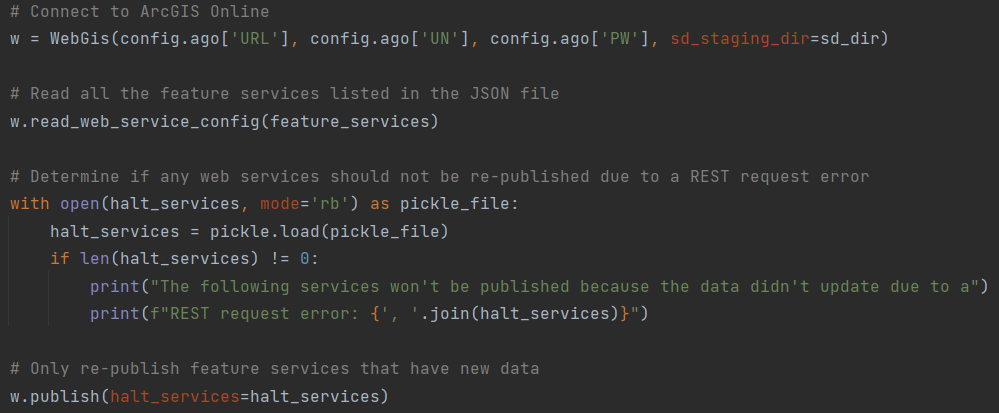 # Connect to ArcGIS Online
w = WebGis(config.ago['URL'], config.ago['UN'], config.ago['PW'], sd_staging_dir=sd_dir)
# Read all the feature services listed in the JSON file
w.read_web_service_config(feature_services)
# Determine if any web services should not be re-published due to a REST request error
with open(halt_services, mode='rb') as pickle_file:
    halt_services = pickle.load(pickle_file)
    if len(halt_services) != 0:
        print("The following services won't be published because the data didn't update due to a")
        print(f"REST request error: {', '.join(halt_services)}")
# Only re-publish feature services that have new data
w.publish(halt_services=halt_services)